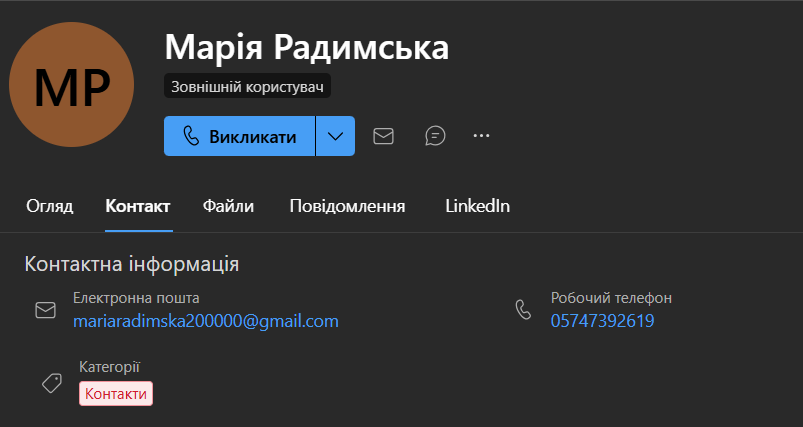 МР
Марія Радимська
Зовнішній користувач
Викликати
Огляд Контакт Файли Повідомлення LinkedIn
Контактна інформація
Електронна пошта
mariaradimska200000@gmail.com
Робочий телефон
05747392619
Категорії
Контакти